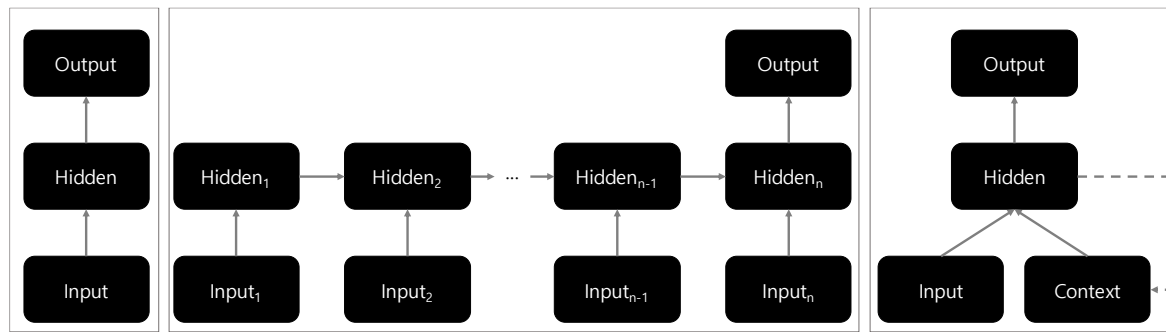 Output
Hidden
Input
Output
Hidden₁ Hidden₂ ... Hiddenₙ₋₁ Hiddenₙ
Input₁ Input₂ Inputₙ₋₁ Inputₙ
Output
Hidden
Input Context